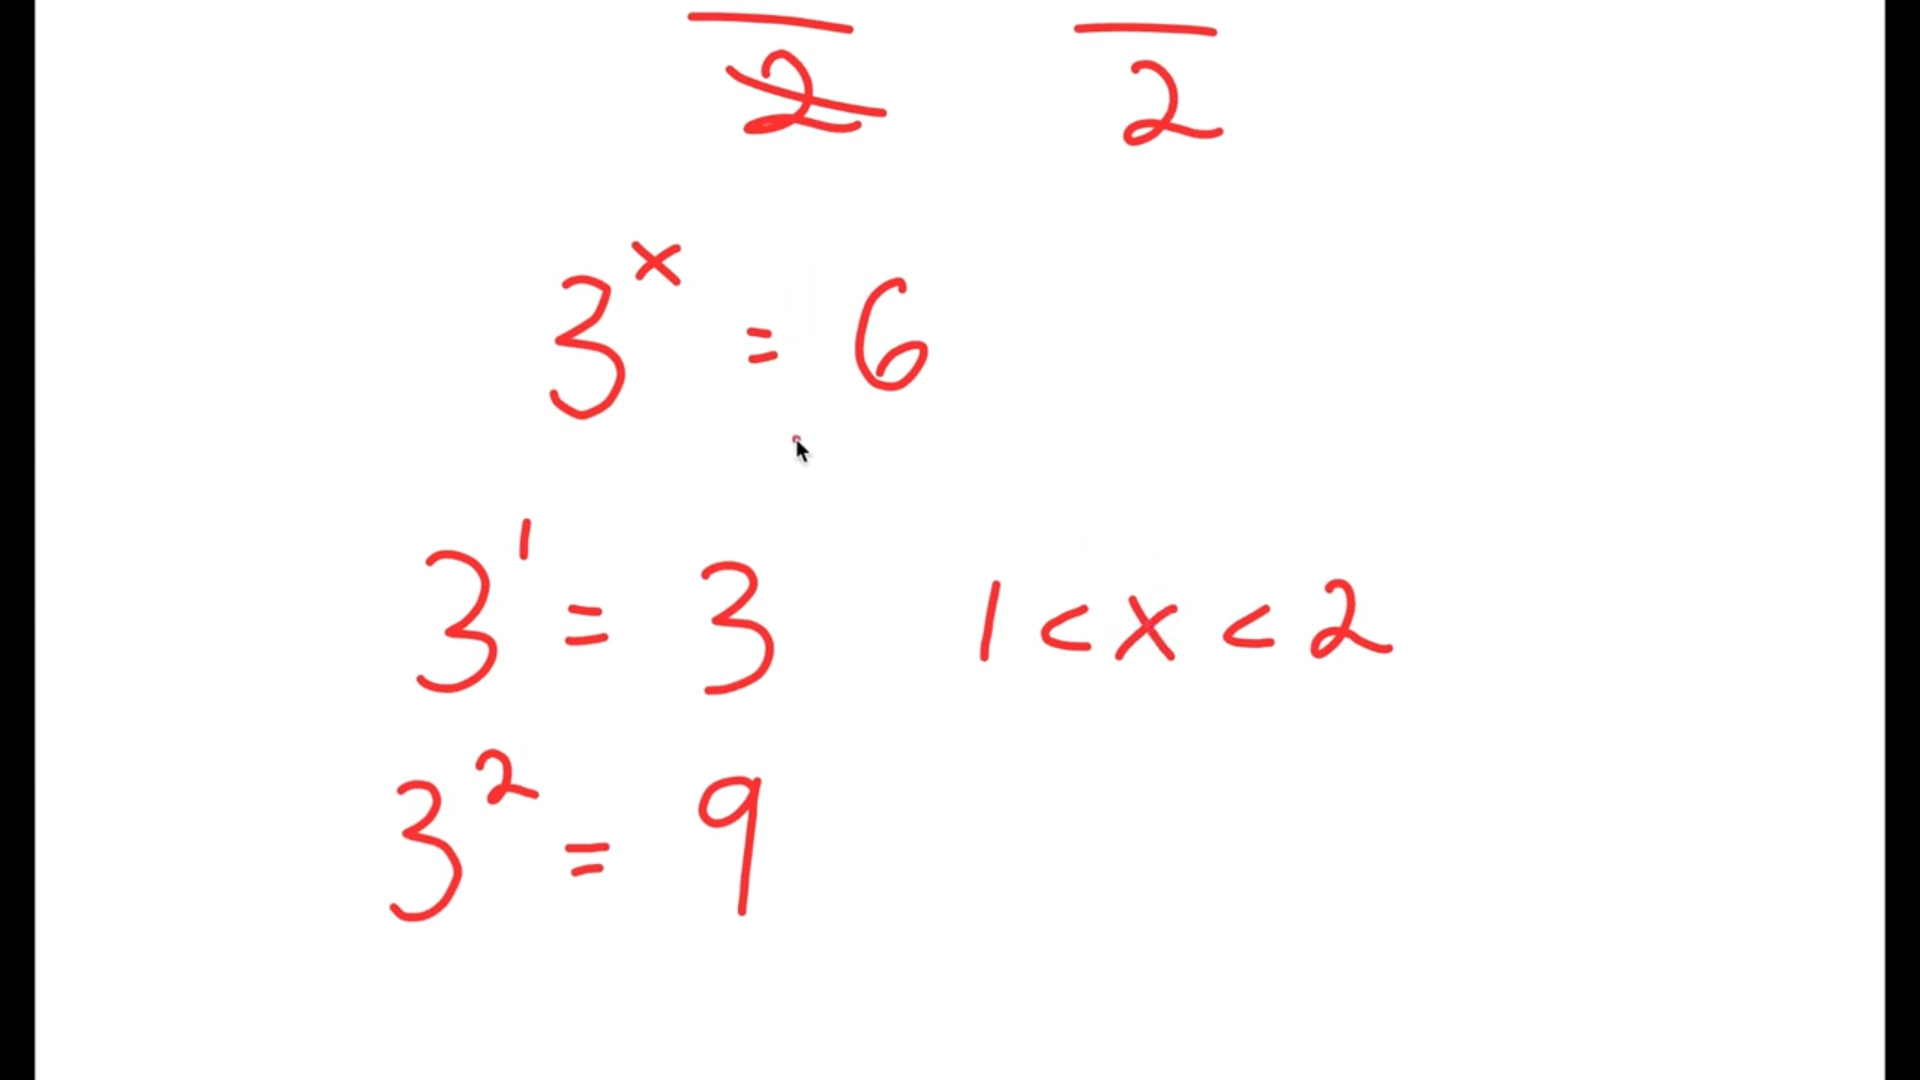 2 2
3^x = 6
3^1 = 3 1 < x < 2
3^2 = 9